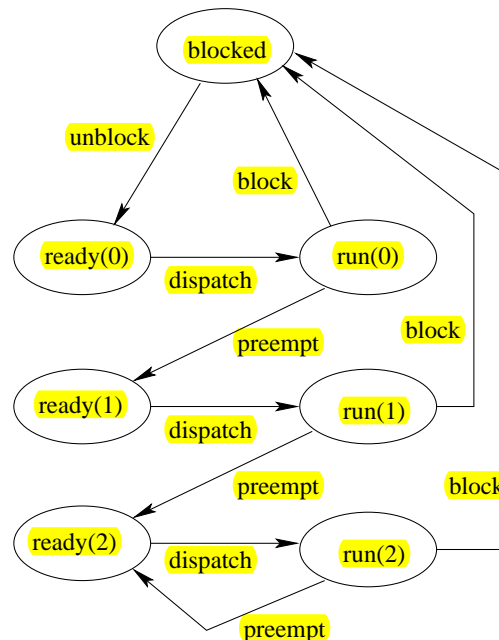 blocked
unblock
block
ready(0)
run(0)
dispatch
preempt
block
ready(1)
run(1)
dispatch
preempt
block
ready(2)
run(2)
dispatch
preempt